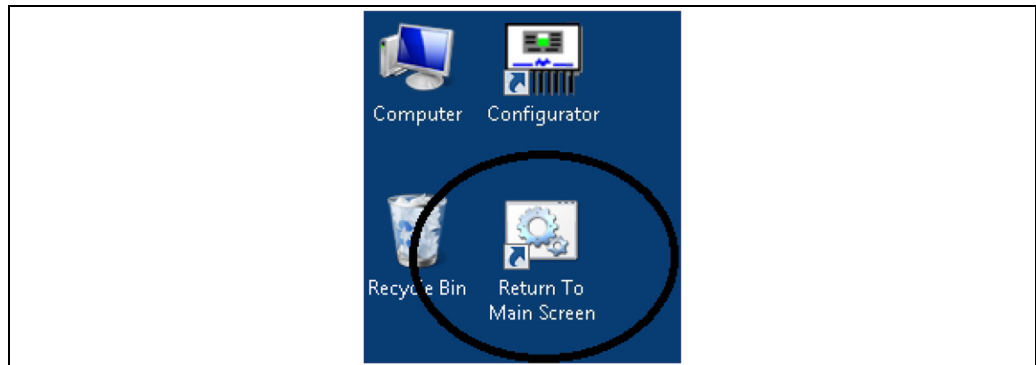 Computer
Configurator
Recycle Bin
Return To
Main Screen